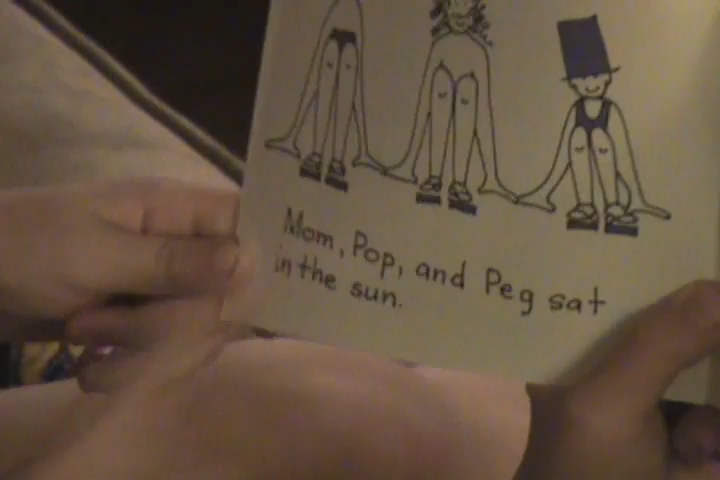 Mom, Pop, and Peg sat
in the sun.